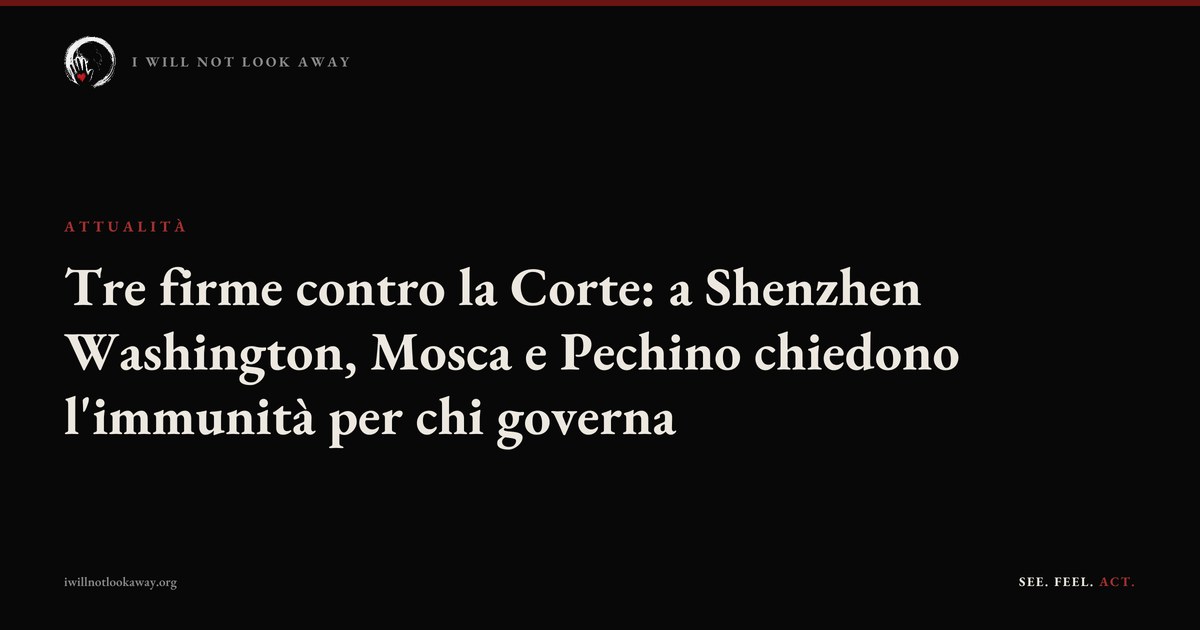 I WILL NOT LOOK AWAY
ATTUALITÀ
Tre firme contro la Corte: a Shenzhen
Washington, Mosca e Pechino chiedono
l'immunità per chi governa
iwillnotlookaway.org
SEE. FEEL. ACT.